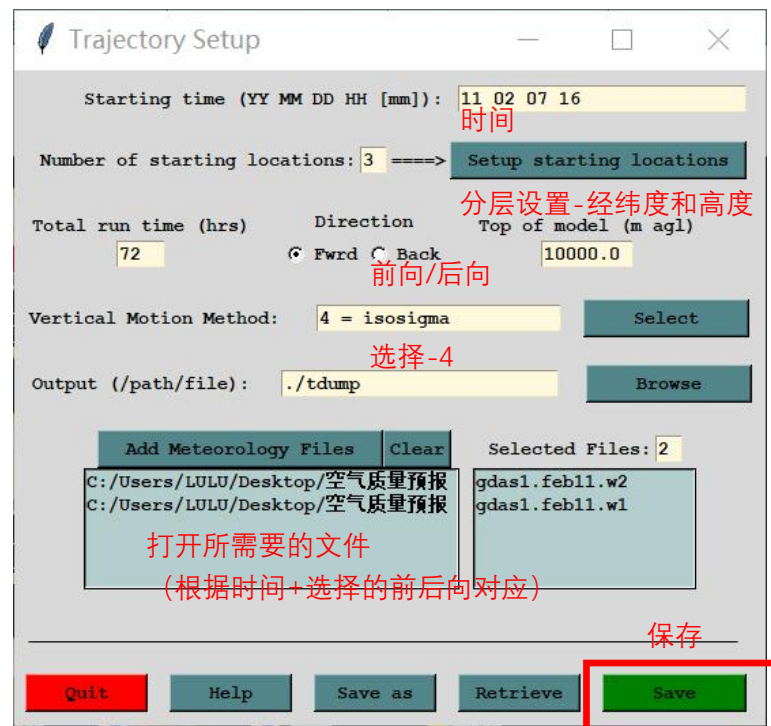 Trajectory Setup
Starting time (YY MM DD HH [mm]): 11 02 07 16
时间
Number of starting locations: 3 ====> Setup starting locations
分层设置-经纬度和高度
Total run time (hrs) Direction Top of model (m agl)
72 Fwrd Back 10000.0
前向/后向
Vertical Motion Method: 4 = isosigma Select
选择-4
Output (/path/file): ./tdump Browse
Add Meteorology Files Clear Selected Files: 2
C:/Users/LULU/Desktop/空气质量预报 gdas1.feb11.w2
C:/Users/LULU/Desktop/空气质量预报 gdas1.feb11.w1
打开所需要的文件
（根据时间+选择的前后向对应）
保存
Quit Help Save as Retrieve Save